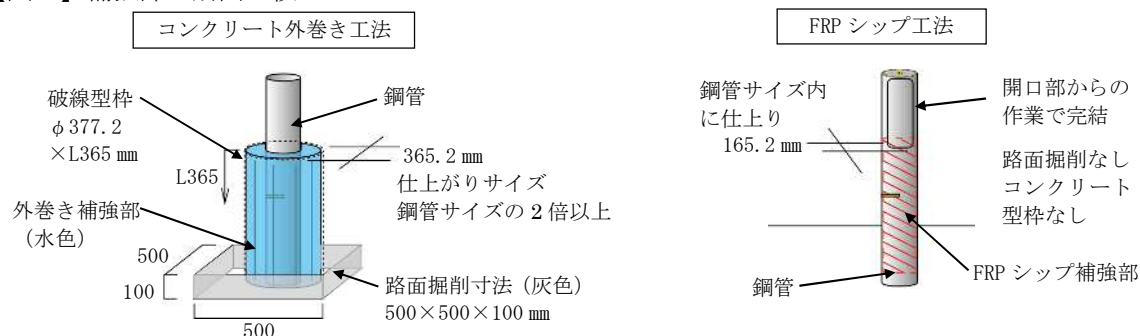 コンクリート外巻き工法
破線型枠
φ377.2
×L365 mm
鋼管
L365
365.2 mm
仕上がりサイズ
鋼管サイズの 2 倍以上
外巻き補強部
（水色）
500
100
500
路面掘削寸法（灰色）
500×500×100 mm
FRP シップ工法
鋼管サイズ内
に仕上り
165.2 mm
開口部からの
作業で完結
路面掘削なし
コンクリート
型枠なし
鋼管
FRP シップ補強部